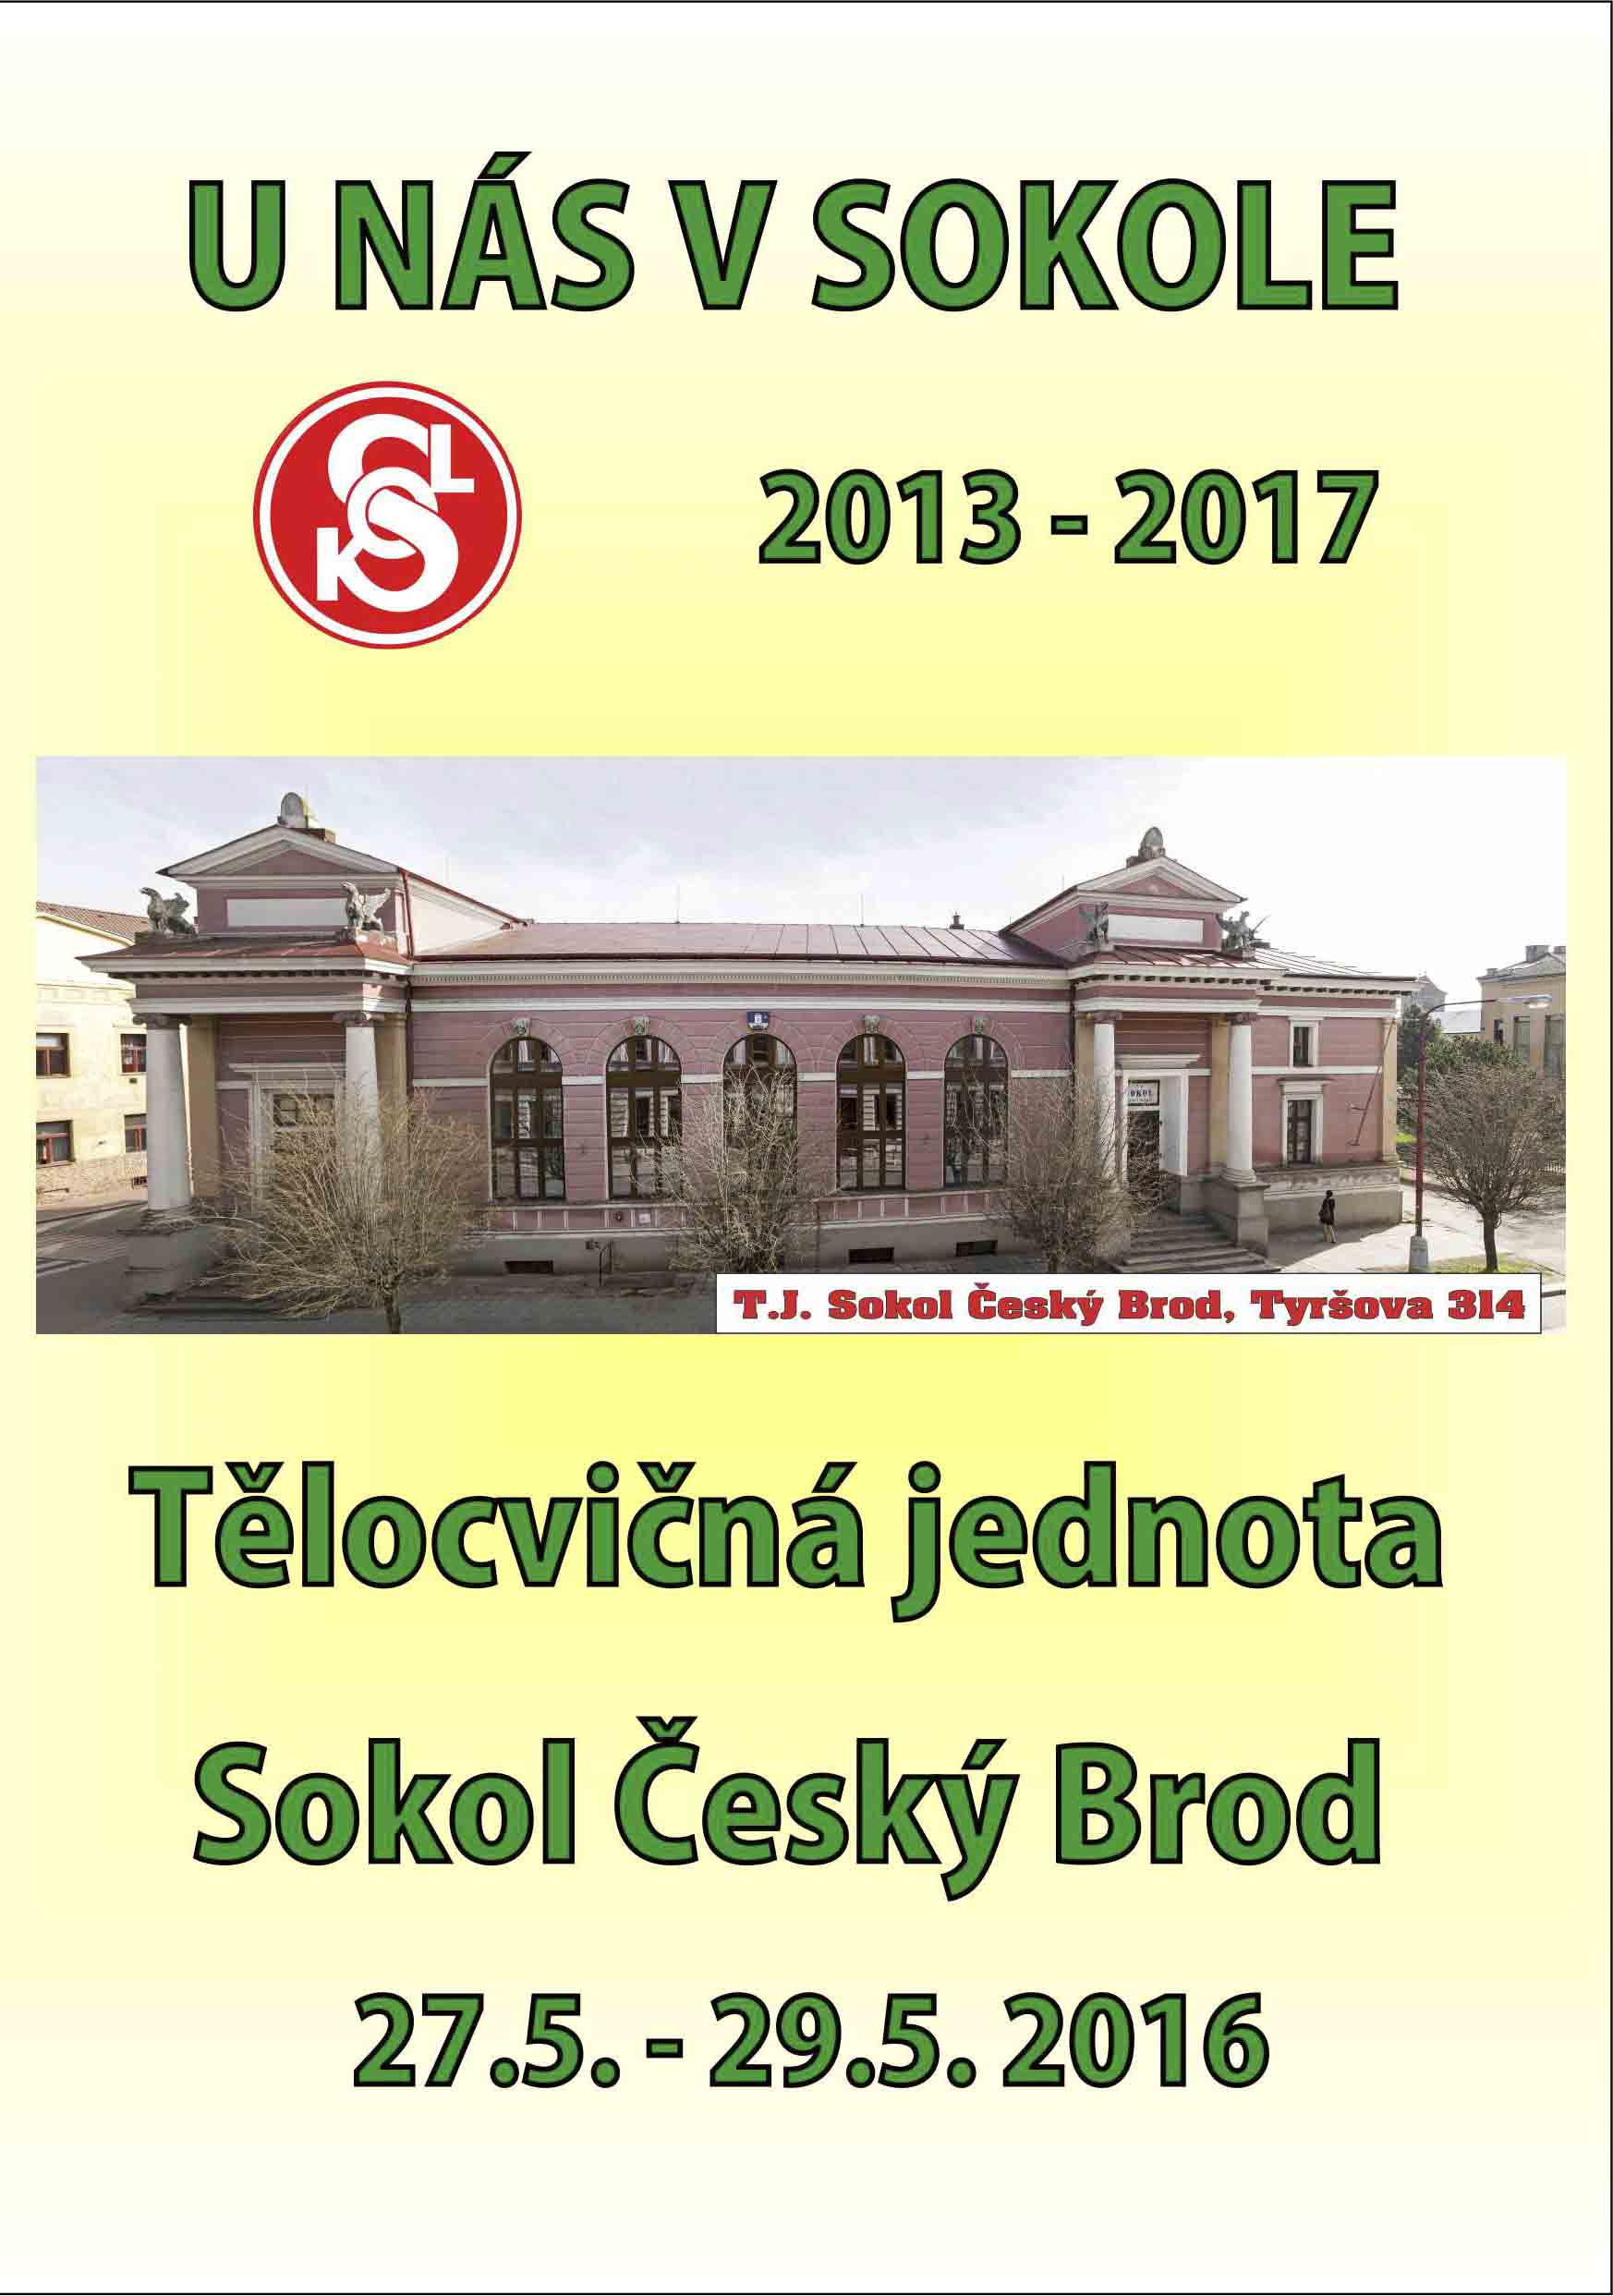 U NÁS V SOKOLE
SOKOL
2013 - 2017
T.J. Sokol Český Brod, Tyršova 314
Tělocvičná jednota
Sokol Český Brod
27.5. - 29.5. 2016